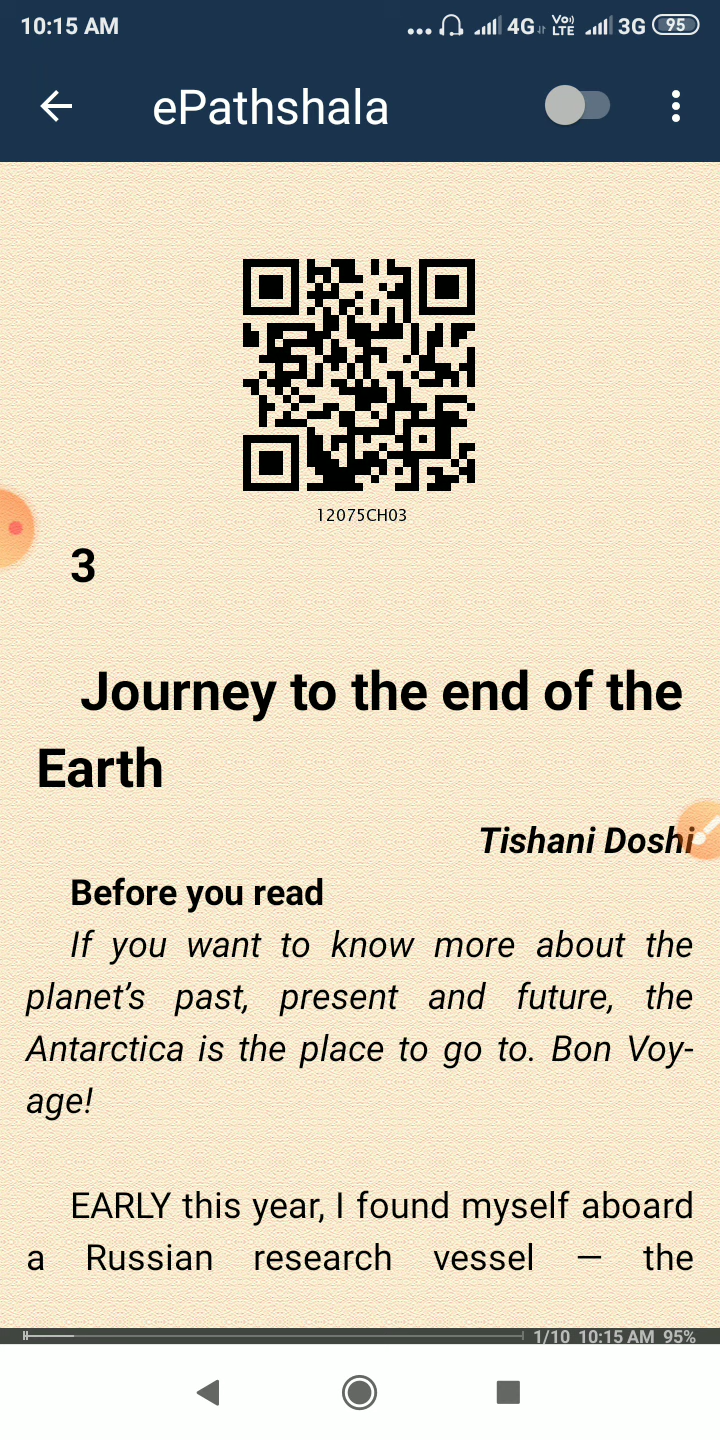 10:15 AM ... 4G Vo) LTE 3G 95
ePathshala
12075CH03
3
Journey to the end of the
Earth
Tishani Doshi
Before you read
If you want to know more about the
planet’s past, present and future, the
Antarctica is the place to go to. Bon Voy-
age!
EARLY this year, I found myself aboard
a Russian research vessel — the
1/10 10:15 AM 95%